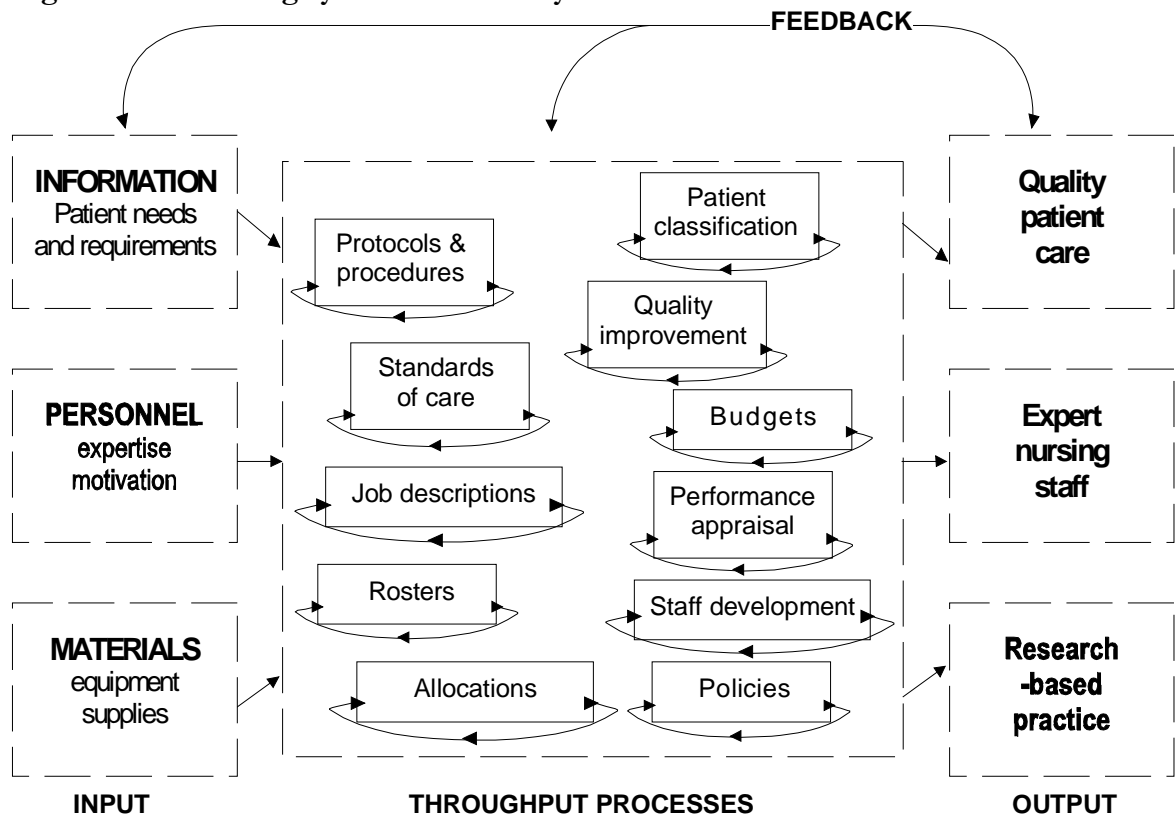 FEEDBACK
INFORMATION
Patient needs
and requirements
PERSONNEL
expertise
motivation
MATERIALS
equipment
supplies
INPUT
Protocols &
procedures
Standards
of care
Job descriptions
Rosters
Allocations
Patient
classification
Quality
improvement
Budgets
Performance
appraisal
Staff development
Policies
THROUGHPUT PROCESSES
Quality
patient
care
Expert
nursing
staff
Research
-based
practice
OUTPUT